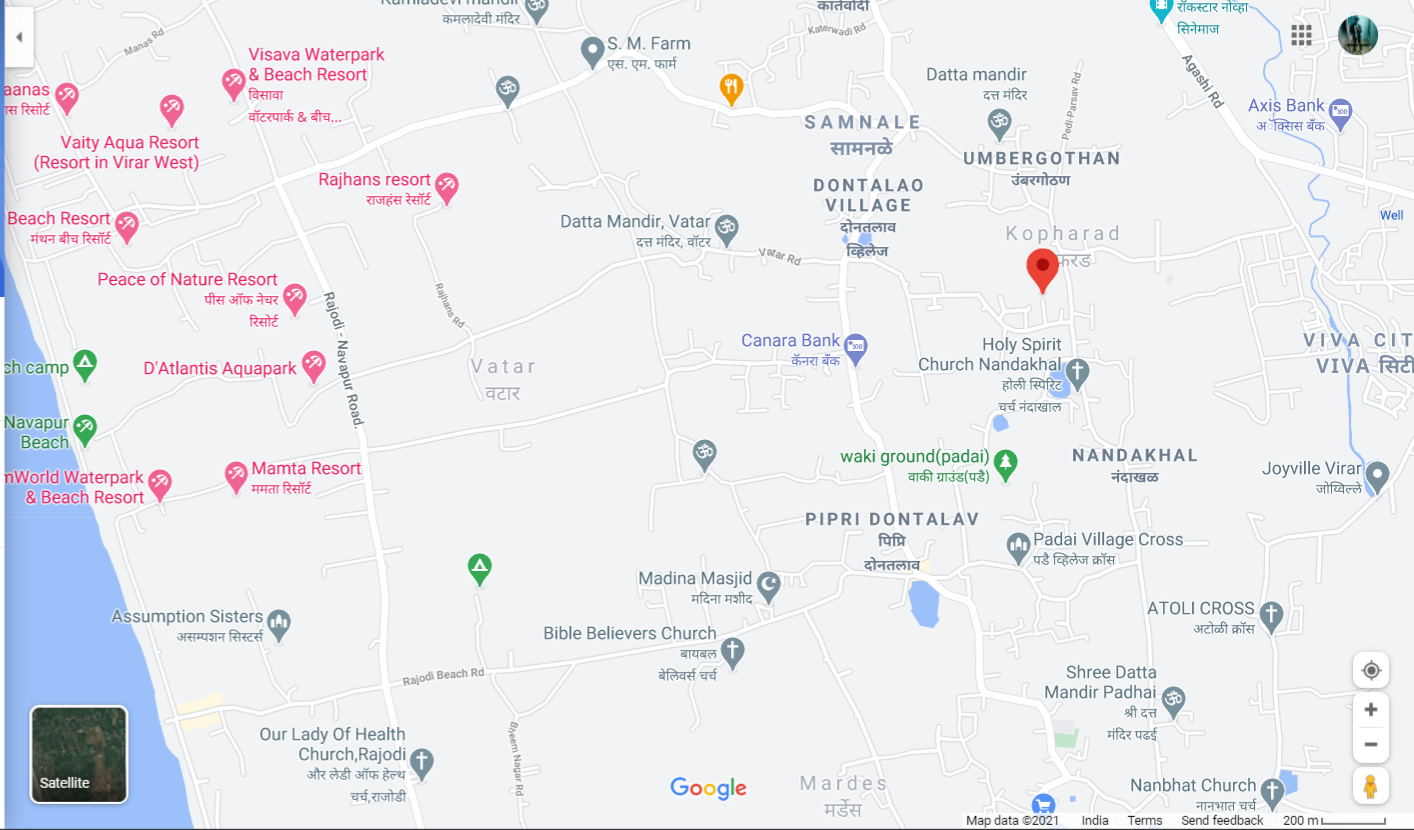 कमलादेवी मंदिर
कातेवादी
रॉकस्टार नोव्हा
सिनेमाज
Manas Rd
Visava Waterpark
& Beach Resort
विसावा
वॉटरपार्क & बीच...
S. M. Farm
एस. एम. फार्म
Katerwadi Rd
Agashi Rd
Datta mandir
दत्त मंदिर
Pedi-Parsav Rd
Axis Bank
अॅक्सिस बँक
aanas
स रिसोर्ट
Vaity Aqua Resort
(Resort in Virar West)
SAMNALE
सामनळे
UMBERGOTHAN
उंबरगोठण
Rajhans resort
राजहंस रेसॉर्ट
DONTALAO
VILLAGE
दोनतलाव
व्हिलेज
Beach Resort
मंथन बीच रिसॉर्ट
Datta Mandir, Vatar
दत्त मंदिर, वॉटर
Vatar Rd
Well
Kopharad
करड
Peace of Nature Resort
पीस ऑफ नेचर
रिसोर्ट
Rajodi - Navapur Road.
Rajhans Rd
Canara Bank
कॅनरा बँक
Holy Spirit
Church Nandakhal
होली स्पिरिट
चर्च नंदाखाल
VIVA CIT
VIVA सिटी
ch camp
D'Atlantis Aquapark
Vatar
वटार
Navapur
Beach
mWorld Waterpark
& Beach Resort
Mamta Resort
ममता रिसॉर्ट
waki ground(padai)
वाकी ग्राउंड(पडै)
NANDAKHAL
नंदाखळ
Joyville Virar
जोय्विल्ले
PIPRI DONTALAV
पिप्रि
दोनतलाव
Padai Village Cross
पडै व्हिलेज क्रॉस
Madina Masjid
मदिना मशीद
Assumption Sisters
असम्पशन सिस्टर्स
Bible Believers Church
बायबल
बेलिवर्स चर्च
ATOLI CROSS
अटोळी क्रॉस
Rajodi Beach Rd
Shree Datta
Mandir Padhai
श्री दत्त
मंदिर पढई
Bheem Nagar Rd
Our Lady Of Health
Church,Rajodi
और लेडी ऑफ हेल्थ
चर्च,राजोडी
Satellite
Google
Mardes
मर्डेस
Nanbhat Church
नानभात चर्च
Map data ©2021 India Terms Send feedback 200 m